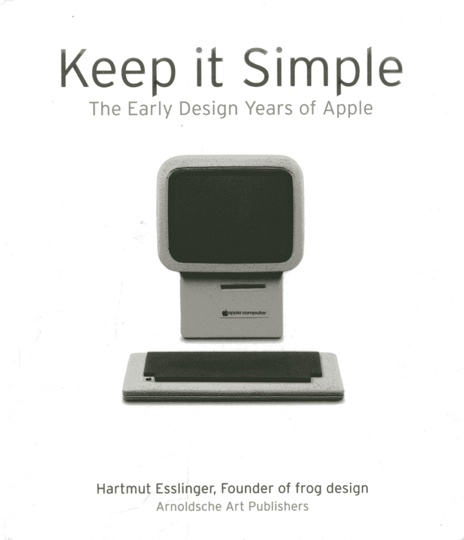 Keep it Simple
The Early Design Years of Apple
apple computer
Hartmut Esslinger, Founder of frog design
Arnoldsche Art Publishers